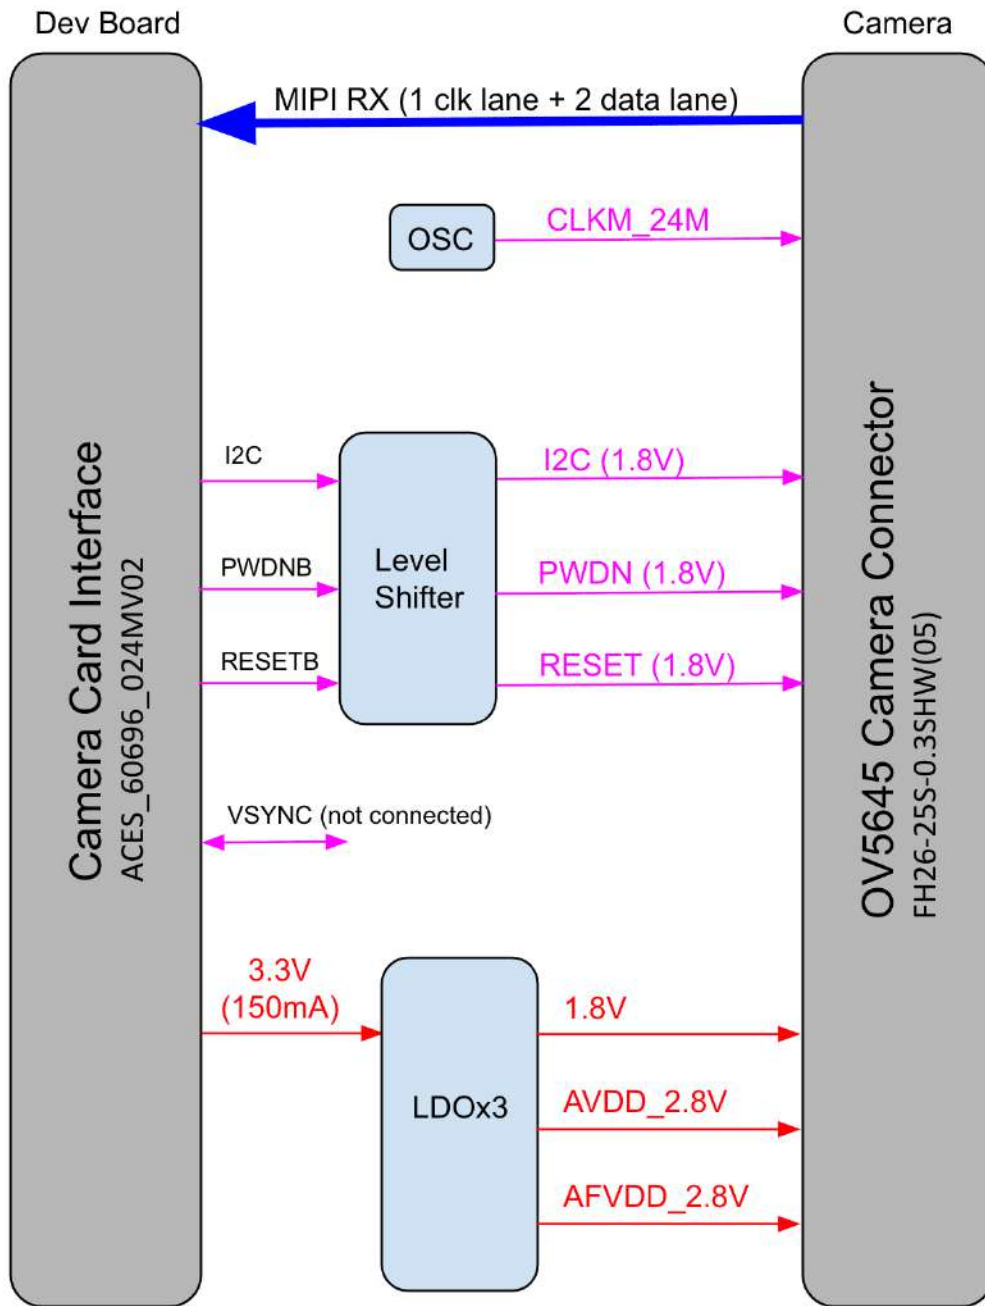 Dev Board
Camera
MIPI RX (1 clk lane + 2 data lane)
OSC
CLKM_24M
Camera Card Interface
ACES_60696_024MV02
I2C
PWDNB
RESETB
Level
Shifter
I2C (1.8V)
PWDN (1.8V)
RESET (1.8V)
OV5645 Camera Connector
FH26-25S-0.3SHW(05)
VSYNC (not connected)
3.3V
(150mA)
LDOx3
1.8V
AVDD_2.8V
AFVDD_2.8V